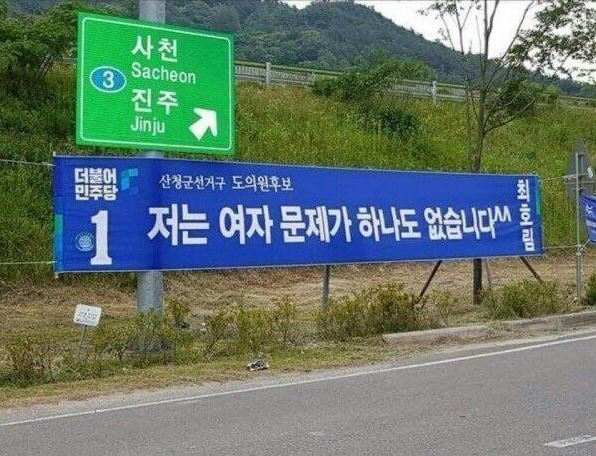 사천
Sacheon
3
진주
Jinju
더불어
민주당
1
산청군선거구 도의원후보
저는 여자 문제가 하나도 없습니다^^
최호림